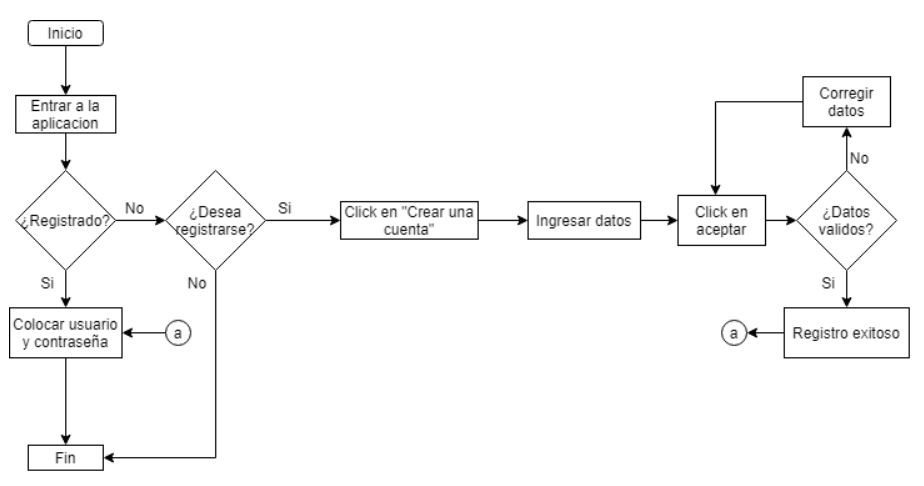 Inicio
Entrar a la
aplicacion
¿Registrado?
No
¿Desea
registrarse?
Si
Click en "Crear una
cuenta"
Ingresar datos
Click en
aceptar
¿Datos
validos?
No
Corregir
datos
Si
Registro exitoso
a
Si
No
Colocar usuario
y contraseña
a
Fin